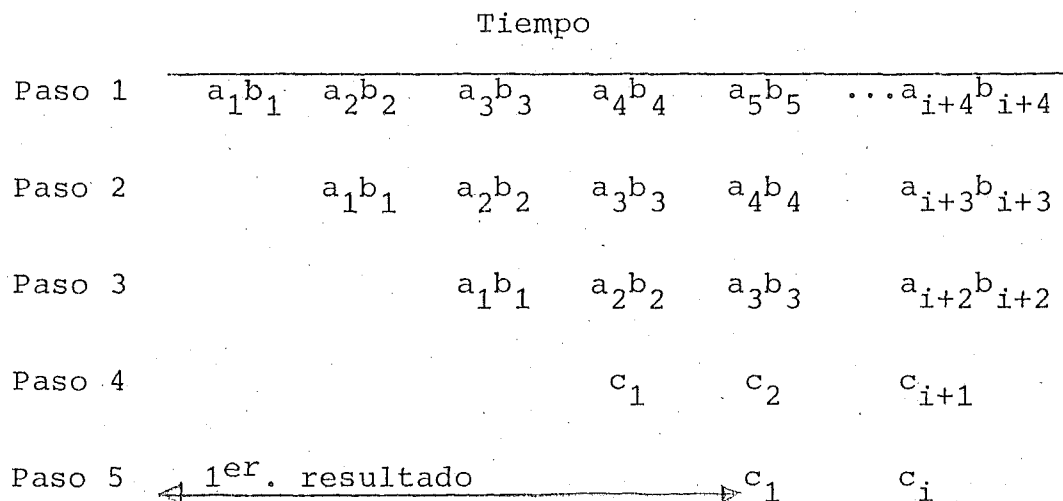 Tiempo
Paso 1 a₁b₁ a₂b₂ a₃b₃ a₄b₄ a₅b₅ ...aᵢ₊₄bᵢ₊₄
Paso 2 a₁b₁ a₂b₂ a₃b₃ a₄b₄ aᵢ₊₃bᵢ₊₃
Paso 3 a₁b₁ a₂b₂ a₃b₃ aᵢ₊₂bᵢ₊₂
Paso 4 c₁ c₂ cᵢ₊₁
Paso 5 1ᵉʳ. resultado c₁ cᵢ